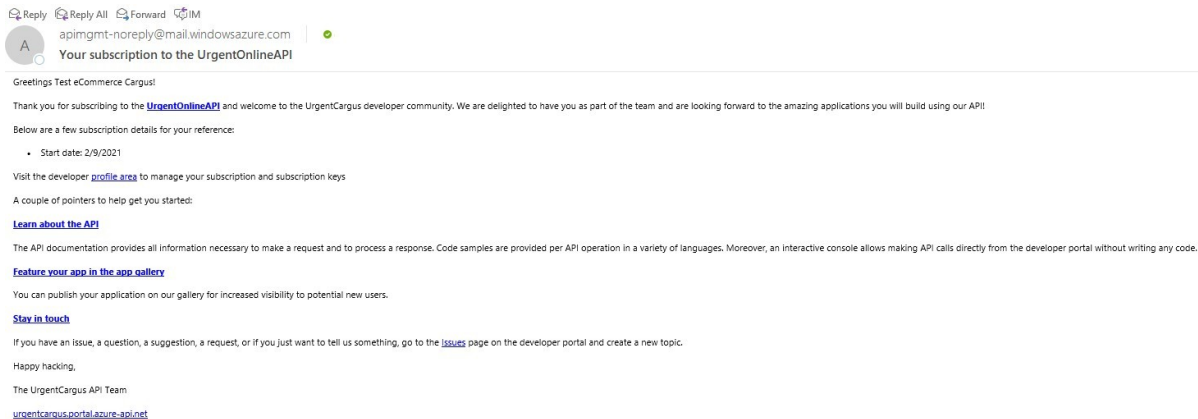 Reply Reply All Forward IM
A
apimgmt-noreply@mail.windowsazure.com
Your subscription to the UrgentOnlineAPI
Greetings Test eCommerce Cargus!
Thank you for subscribing to the UrgentOnlineAPI and welcome to the UrgentCargus developer community. We are delighted to have you as part of the team and are looking forward to the amazing applications you will build using our API!
Below are a few subscription details for your reference:
• Start date: 2/9/2021
Visit the developer profile area to manage your subscription and subscription keys
A couple of pointers to help get you started:
Learn about the API
The API documentation provides all information necessary to make a request and to process a response. Code samples are provided per API operation in a variety of languages. Moreover, an interactive console allows making API calls directly from the developer portal without writing any code.
Feature your app in the app gallery
You can publish your application on our gallery for increased visibility to potential new users.
Stay in touch
If you have an issue, a question, a suggestion, a request, or if you just want to tell us something, go to the Issues page on the developer portal and create a new topic.
Happy hacking,
The UrgentCargus API Team
urgentcargus.portal.azure-api.net